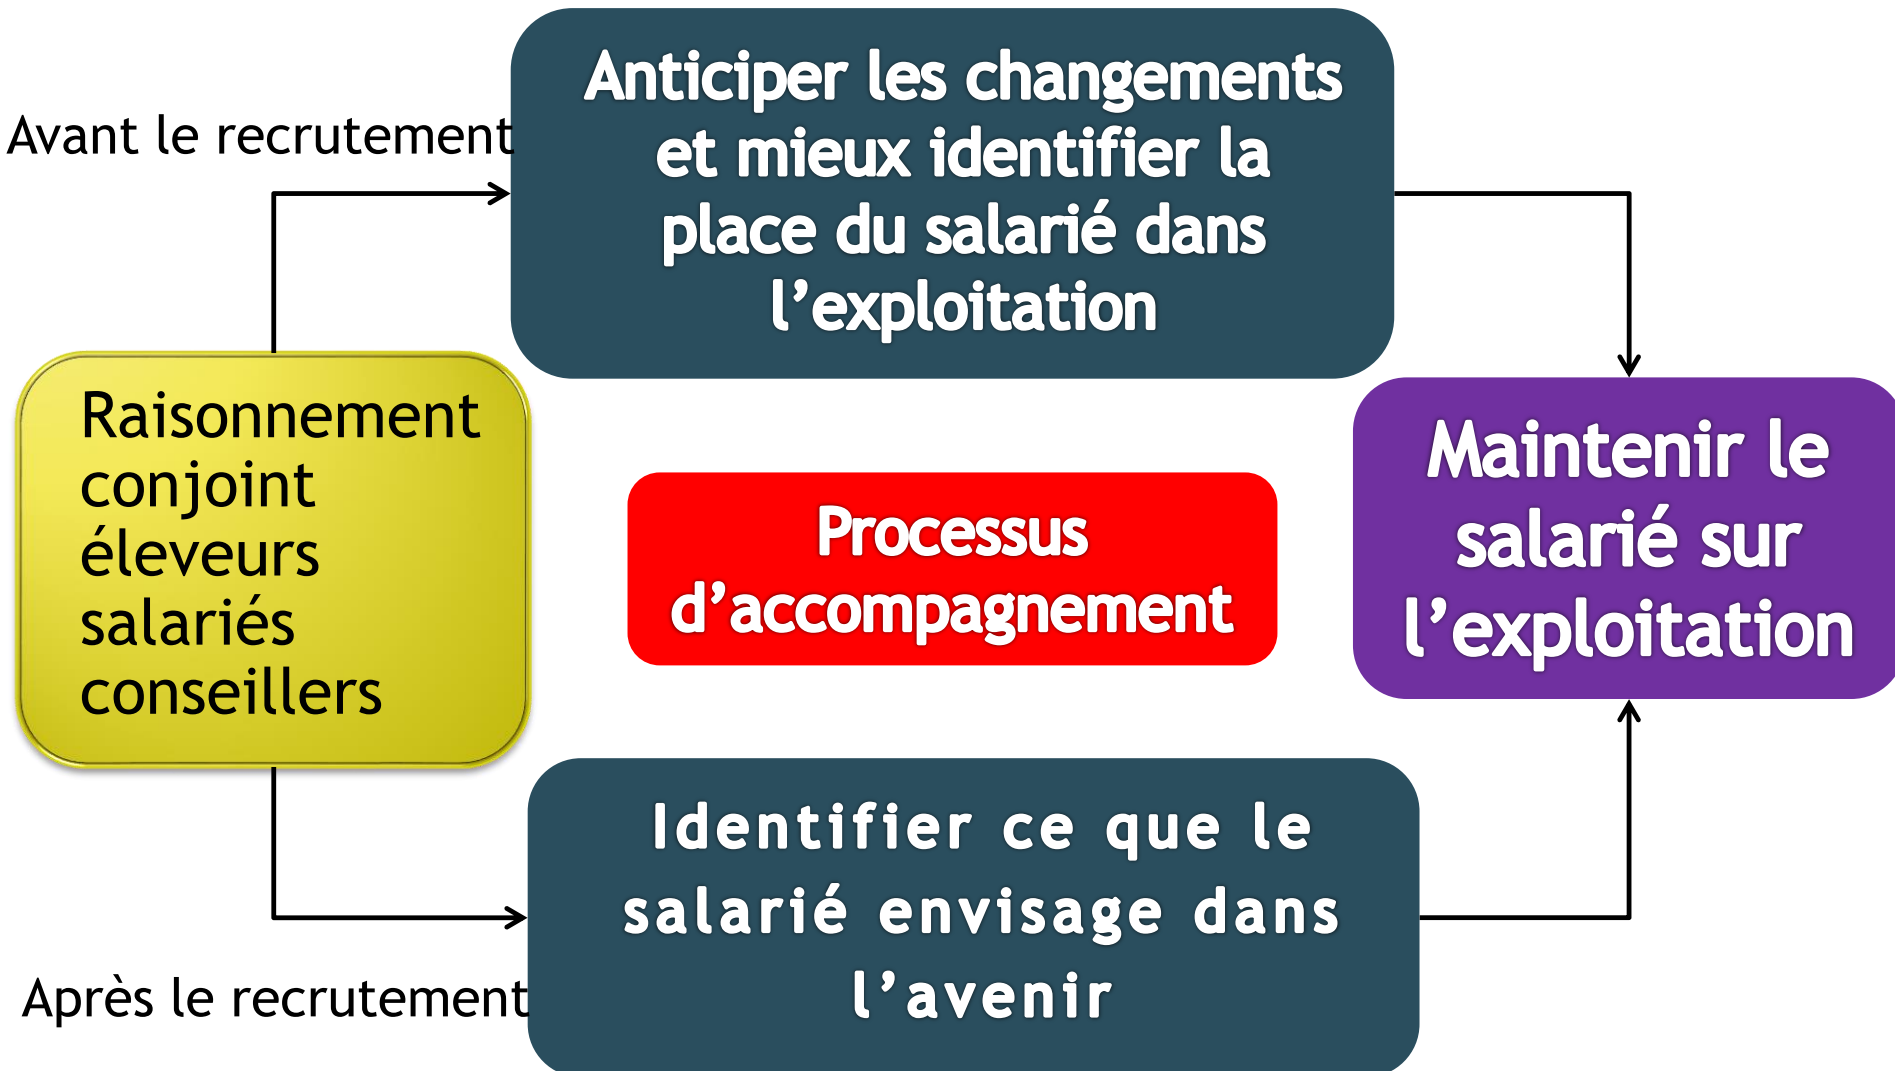 Anticiper les changements
et mieux identifier la
place du salarié dans
l’exploitation
Avant le recrutement
Raisonnement
conjoint
éleveurs
salariés
conseillers
Processus
d’accompagnement
Maintenir le
salarié sur
l’exploitation
Identifier ce que le
salarié envisage dans
l’avenir
Après le recrutement